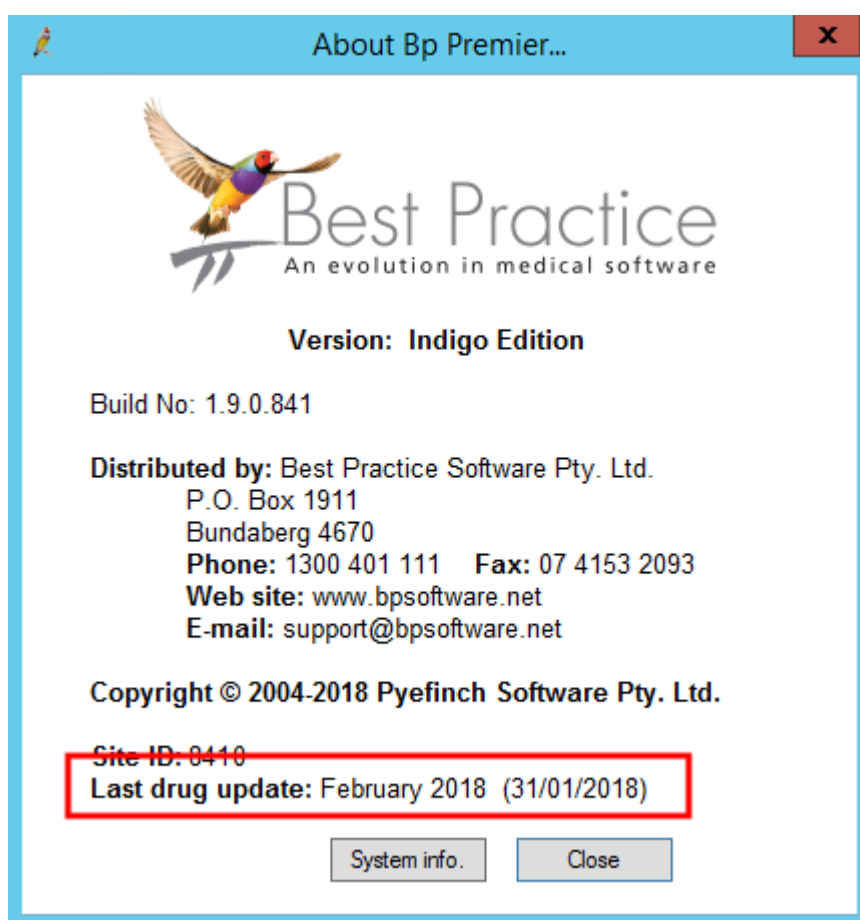 About Bp Premier...
x
Best Practice
An evolution in medical software
Version: Indigo Edition
Build No: 1.9.0.841
Distributed by: Best Practice Software Pty. Ltd.
P.O. Box 1911
Bundaberg 4670
Phone: 1300 401 111 Fax: 07 4153 2093
Web site: www.bpsoftware.net
E-mail: support@bpsoftware.net
Copyright © 2004-2018 Pyefinch Software Pty. Ltd.
Site ID: 8410
Last drug update: February 2018 (31/01/2018)
System info. Close